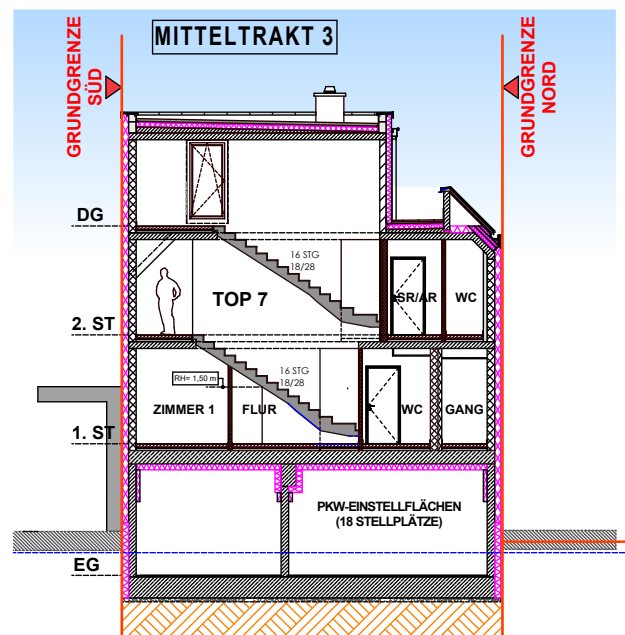 MITTELTRAKT 3
GRUNDGRENZE
SÜD
GRUNDGRENZE
NORD
DG
16 STG
18/28
TOP 7
SR/AR
WC
2. ST
16 STG
18/28
RH= 1,50 m
ZIMMER 1
FLUR
WC
GANG
1. ST
PKW-EINSTELLFLÄCHEN
(18 STELLPLÄTZE)
EG